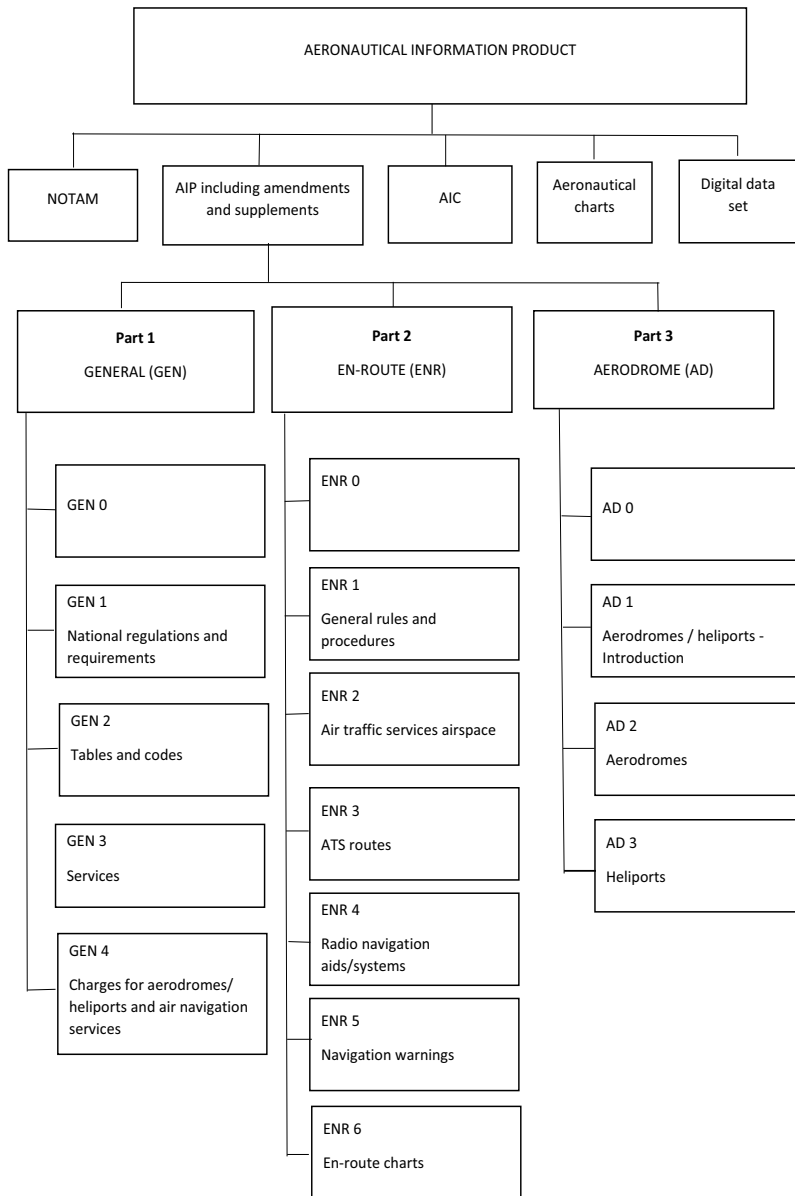 AERONAUTICAL INFORMATION PRODUCT
NOTAM
AIP including amendments
and supplements
AIC
Aeronautical
charts
Digital data
set
Part 1
GENERAL (GEN)
Part 2
EN-ROUTE (ENR)
Part 3
AERODROME (AD)
GEN 0
GEN 1
National regulations and
requirements
GEN 2
Tables and codes
GEN 3
Services
GEN 4
Charges for aerodromes/
heliports and air navigation
services
ENR 0
ENR 1
General rules and
procedures
ENR 2
Air traffic services airspace
ENR 3
ATS routes
ENR 4
Radio navigation
aids/systems
ENR 5
Navigation warnings
ENR 6
En-route charts
AD 0
AD 1
Aerodromes / heliports -
Introduction
AD 2
Aerodromes
AD 3
Heliports